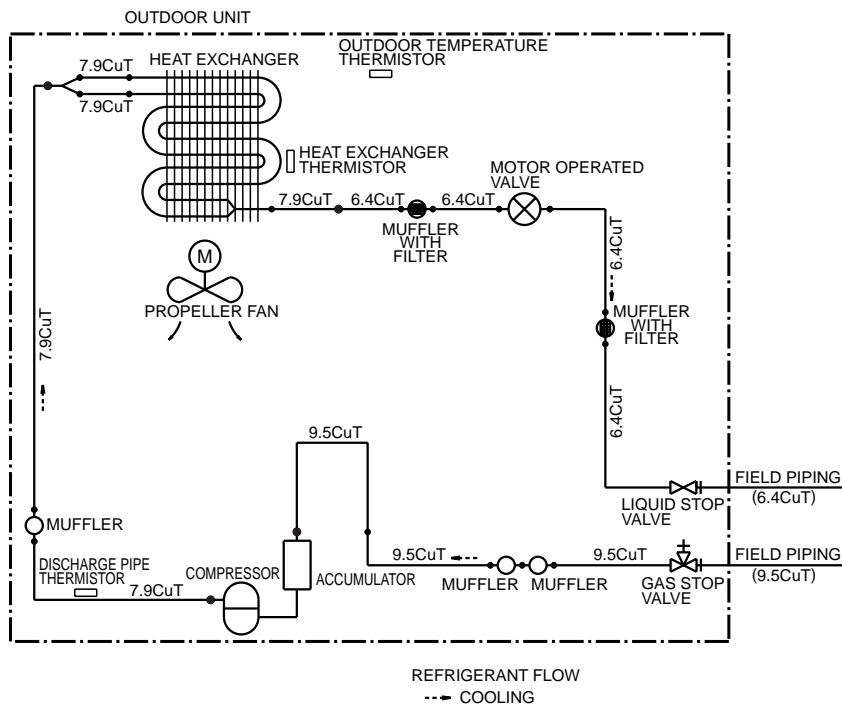 OUTDOOR UNIT
7.9CuT
HEAT EXCHANGER
OUTDOOR TEMPERATURE
THERMISTOR
7.9CuT
HEAT EXCHANGER
THERMISTOR
MOTOR OPERATED
VALVE
7.9CuT
6.4CuT
6.4CuT
MUFFLER
WITH
FILTER
6.4CuT
M
PROPELLER FAN
MUFFLER
WITH
FILTER
7.9CuT
6.4CuT
9.5CuT
FIELD PIPING
(6.4CuT)
LIQUID STOP
VALVE
MUFFLER
DISCHARGE PIPE
THERMISTOR
7.9CuT
COMPRESSOR
ACCUMULATOR
9.5CuT
MUFFLER
MUFFLER
9.5CuT
GAS STOP
VALVE
FIELD PIPING
(9.5CuT)
REFRIGERANT FLOW
COOLING